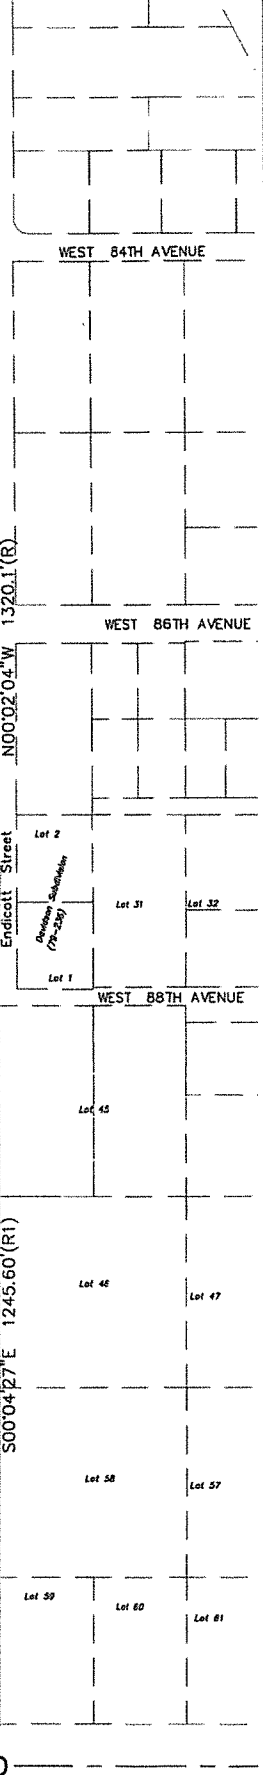 WEST 84TH AVENUE
N00°02'04"W 1320.1'(R)
WEST 86TH AVENUE
Endicott Street
Lot 2
Davidson Subdivision
(79-236)
Lot 31
Lot 32
Lot 1
WEST 88TH AVENUE
Lot 45
S00°04'27"E 1245.60'(R1)
Lot 46
Lot 47
Lot 58
Lot 57
Lot 59
Lot 60
Lot 61